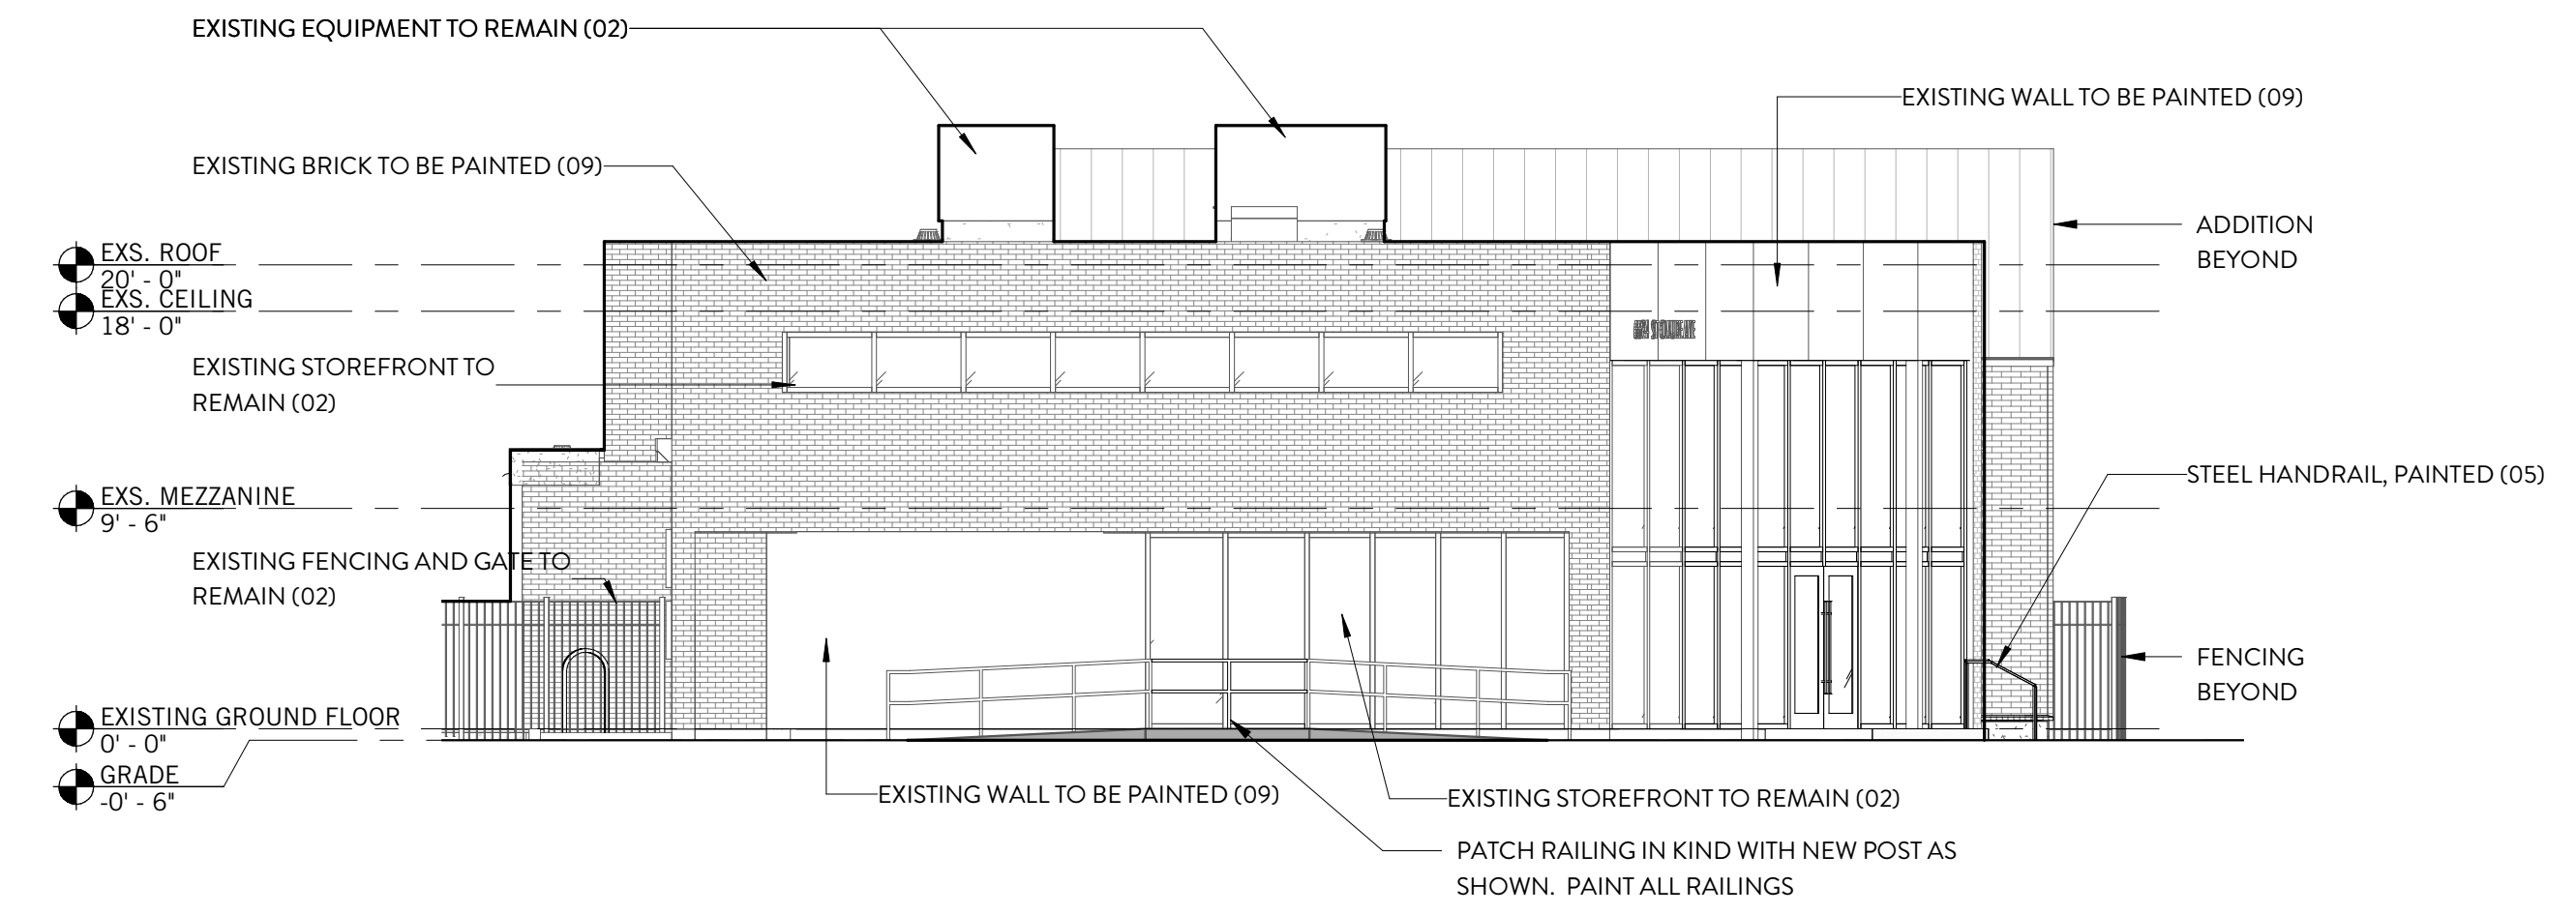 EXISTING EQUIPMENT TO REMAIN (02)
EXISTING WALL TO BE PAINTED (09)
EXISTING BRICK TO BE PAINTED (09)
ADDITION
BEYOND
EXS. ROOF
20' - 0"
EXS. CEILING
18' - 0"
EXISTING STOREFRONT TO
REMAIN (02)
STEEL HANDRAIL, PAINTED (05)
EXS. MEZZANINE
9' - 6"
EXISTING FENCING AND GATE TO
REMAIN (02)
FENCING
BEYOND
EXISTING GROUND FLOOR
0' - 0"
GRADE
-0' - 6"
EXISTING WALL TO BE PAINTED (09)
EXISTING STOREFRONT TO REMAIN (02)
PATCH RAILING IN KIND WITH NEW POST AS
SHOWN. PAINT ALL RAILINGS